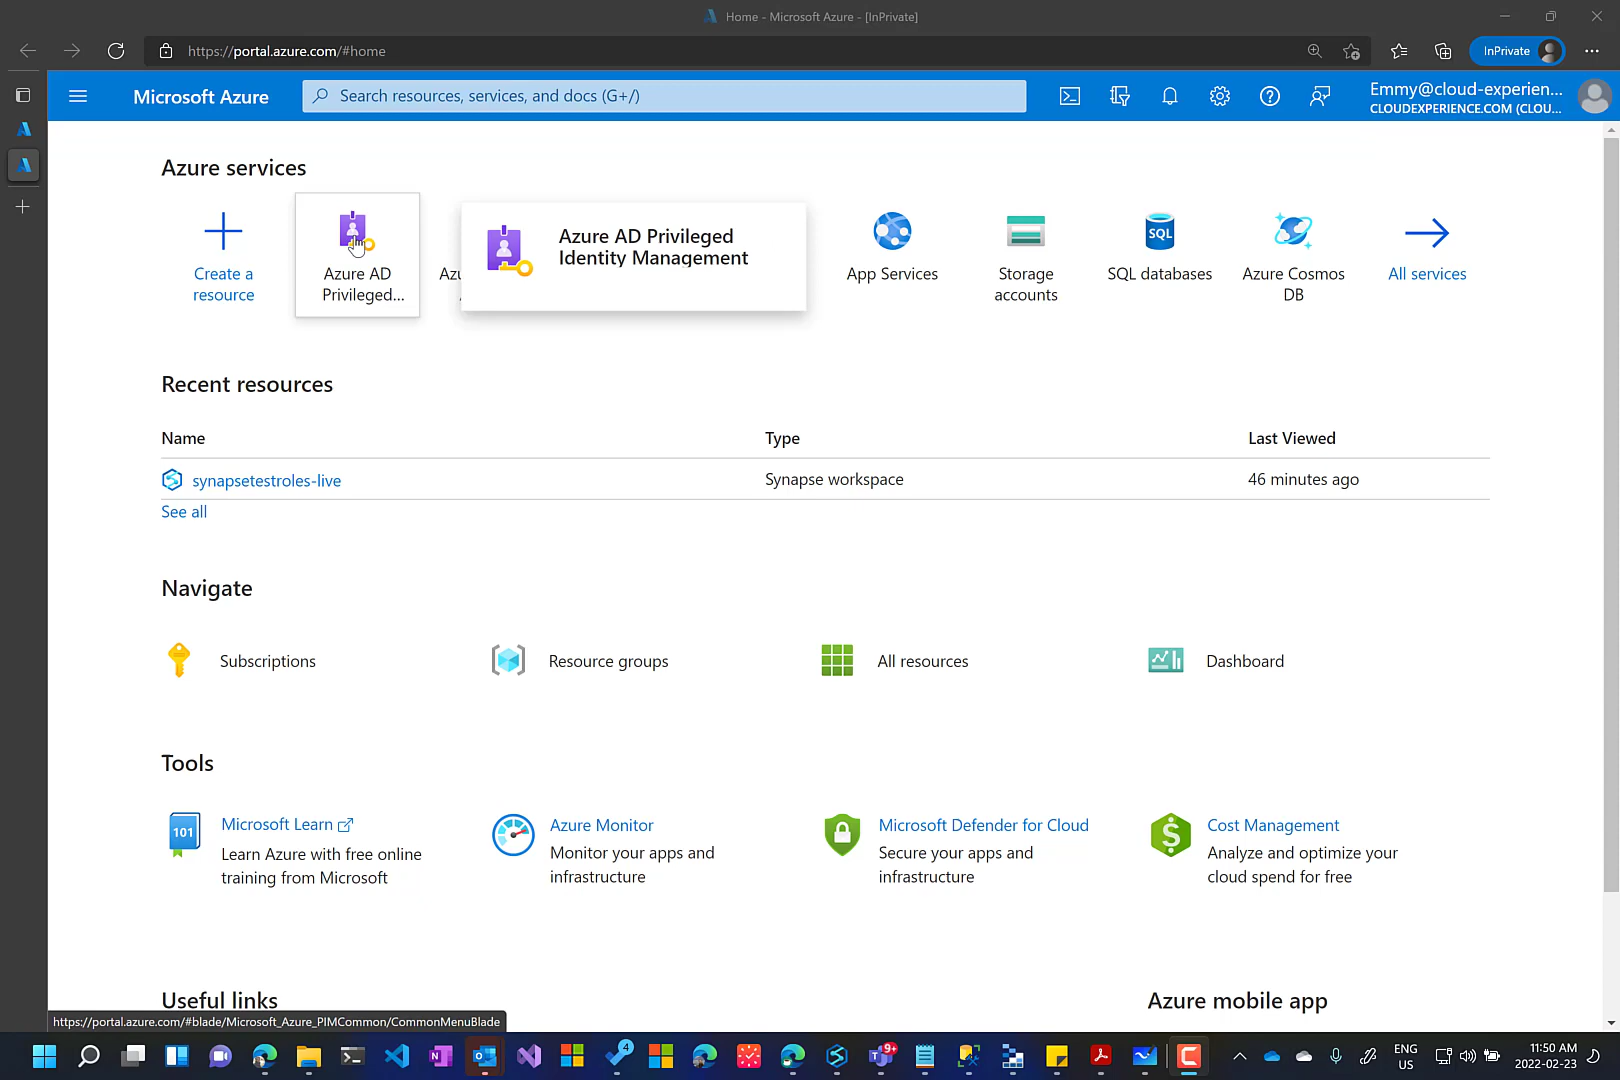 Home - Microsoft Azure - [InPrivate]
https://portal.azure.com/#home
InPrivate
Microsoft Azure
Search resources, services, and docs (G+/)
Emmy@cloud-experien...
CLOUDEXPERIENCE.COM (CLOU...
Azure services
Create a
resource
Azure AD
Privileged...
Azure AD Privileged
Identity Management
App Services
Storage
accounts
SQL
SQL databases
Azure Cosmos
DB
All services
Recent resources
Name
Type
Last Viewed
synapsetestroles-live
Synapse workspace
46 minutes ago
See all
Navigate
Subscriptions
Resource groups
All resources
Dashboard
Tools
101
Microsoft Learn
Learn Azure with free online
training from Microsoft
Azure Monitor
Monitor your apps and
infrastructure
Microsoft Defender for Cloud
Secure your apps and
infrastructure
Cost Management
Analyze and optimize your
cloud spend for free
Useful links
Azure mobile app
https://portal.azure.com/#blade/Microsoft_Azure_PIMCommon/CommonMenuBlade
4
9+
ENG
US
11:50 AM
2022-02-23